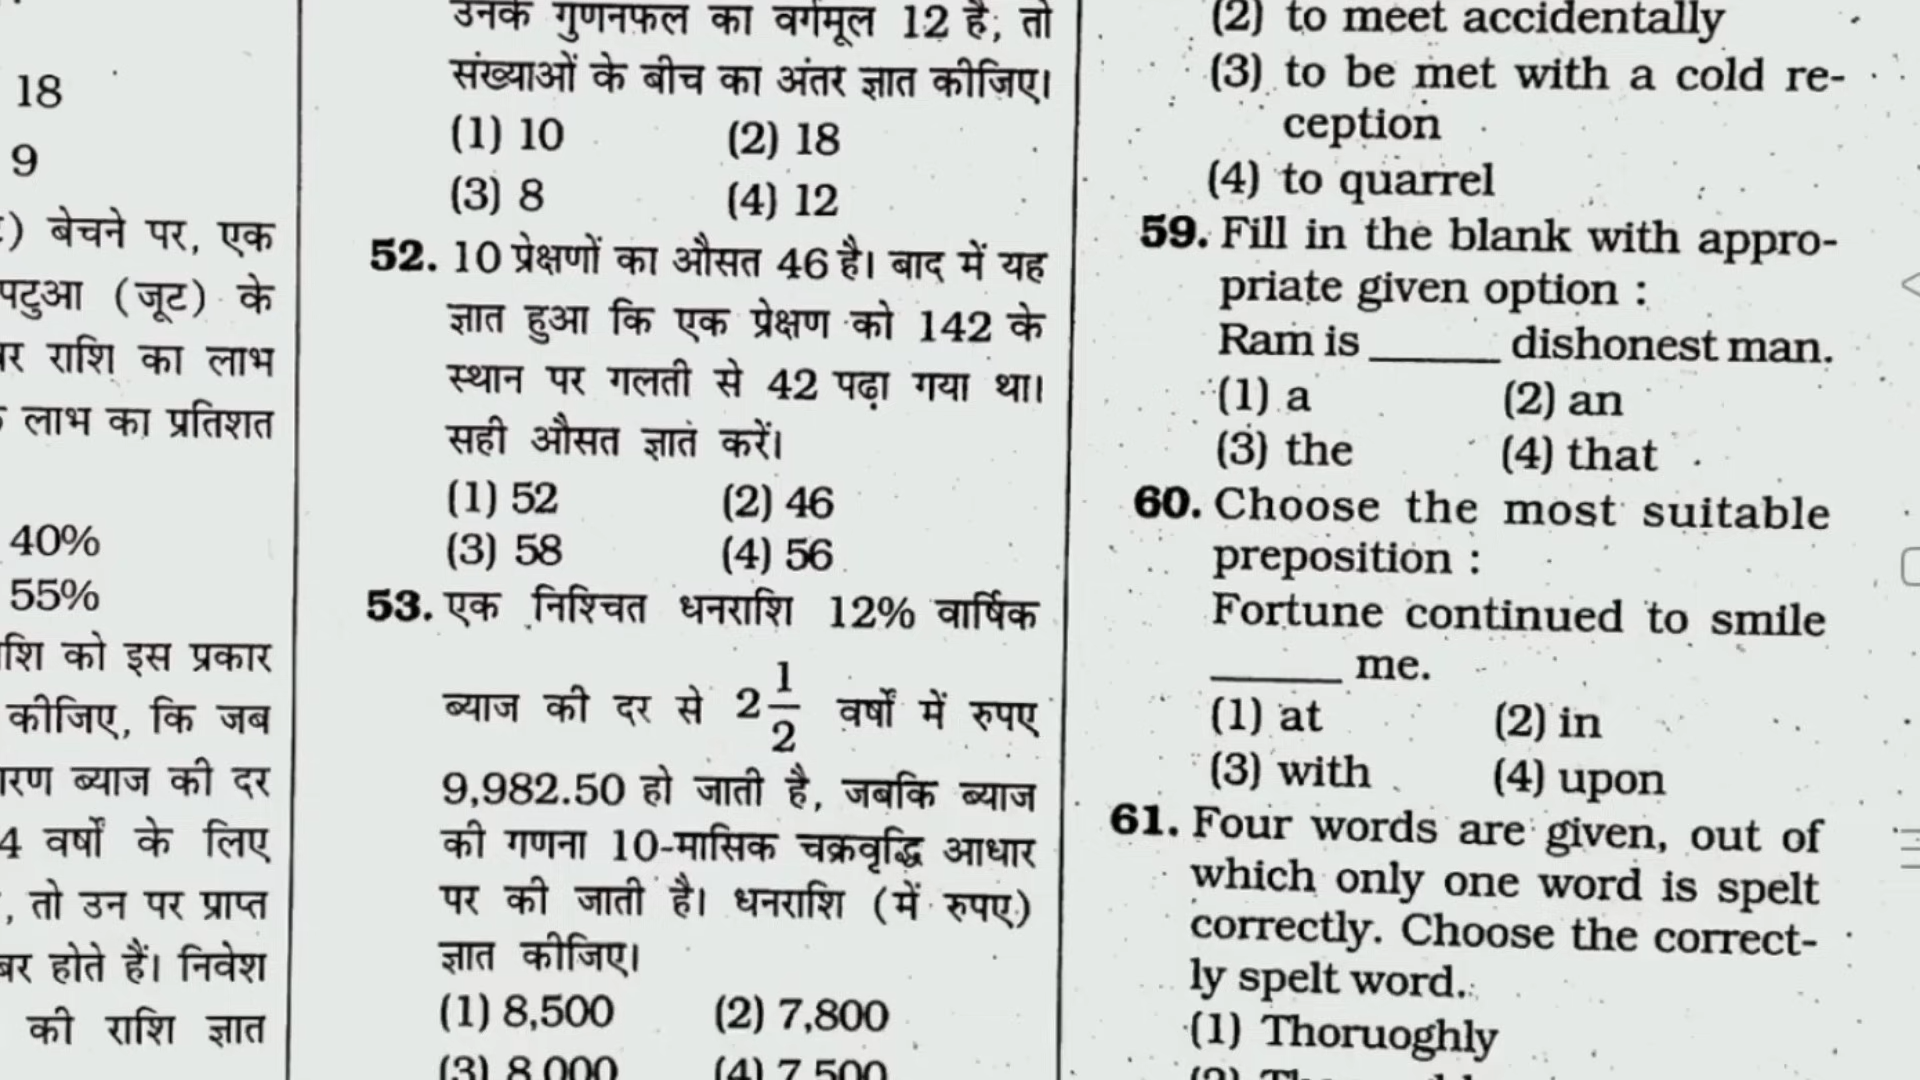 18
9
) बेचने पर, एक
पटुआ (जूट) के
राशि का लाभ
लाभ का प्रतिशत
40%
55%
को इस प्रकार
कीजिए, कि जब
ब्याज की दर
4 वर्षों के लिए
, तो उन पर प्राप्त
होते हैं। निवेश
की राशि ज्ञात
उनके गुणनफल का वर्गमूल 12 है, तो
संख्याओं के बीच का अंतर ज्ञात कीजिए।
(1) 10 (2) 18
(3) 8 (4) 12
52. 10 प्रेक्षणों का औसत 46 है। बाद में यह
ज्ञात हुआ कि एक प्रेक्षण को 142 के
स्थान पर गलती से 42 पढ़ा गया था।
सही औसत ज्ञात करें।
(1) 52 (2) 46
(3) 58 (4) 56
53. एक निश्चित धनराशि 12% वार्षिक
ब्याज की दर से 2 1/2 वर्षों में रुपए
9,982.50 हो जाती है, जबकि ब्याज
की गणना 10-मासिक चक्रवृद्धि आधार
पर की जाती है। धनराशि (में रुपए)
ज्ञात कीजिए।
(1) 8,500 (2) 7,800
(3) 8,000 (4) 7,500
(2) to meet accidentally
(3) to be met with a cold re-
ception
(4) to quarrel
59. Fill in the blank with appro-
priate given option :
Ram is _____ dishonest man.
(1) a (2) an
(3) the (4) that
60. Choose the most suitable
preposition :
Fortune continued to smile
_____ me.
(1) at (2) in
(3) with (4) upon
61. Four words are given, out of
which only one word is spelt
correctly. Choose the correct-
ly spelt word.
(1) Thoruoghly